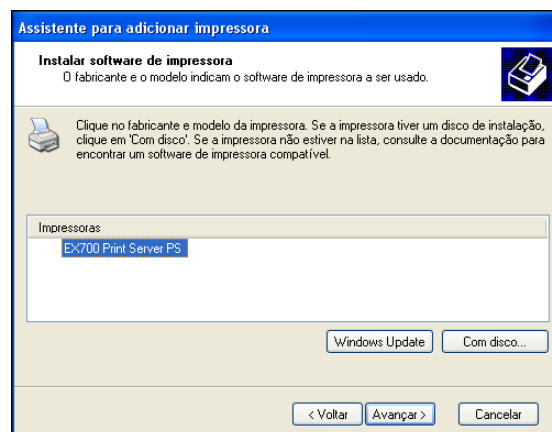 Assistente para adicionar impressora
Instalar software de impressora
O fabricante e o modelo indicam o software de impressora a ser usado.
Clique no fabricante e modelo da impressora. Se a impressora tiver um disco de instalação,
clique em 'Com disco'. Se a impressora não estiver na lista, consulte a documentação para
encontrar um software de impressora compatível.
Impressoras
EX700 Print Server PS
Windows Update
Com disco...
< Voltar
Avançar >
Cancelar